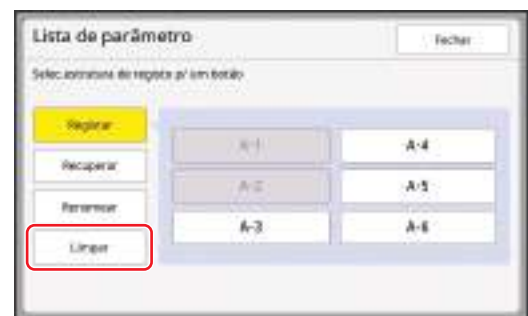 Lista de parâmetro
Fechar
Selec.estrutura de registo p/ um botão
Registar
Recuperar
Renomear
Limpar
A-1
A-4
A-2
A-5
A-3
A-6